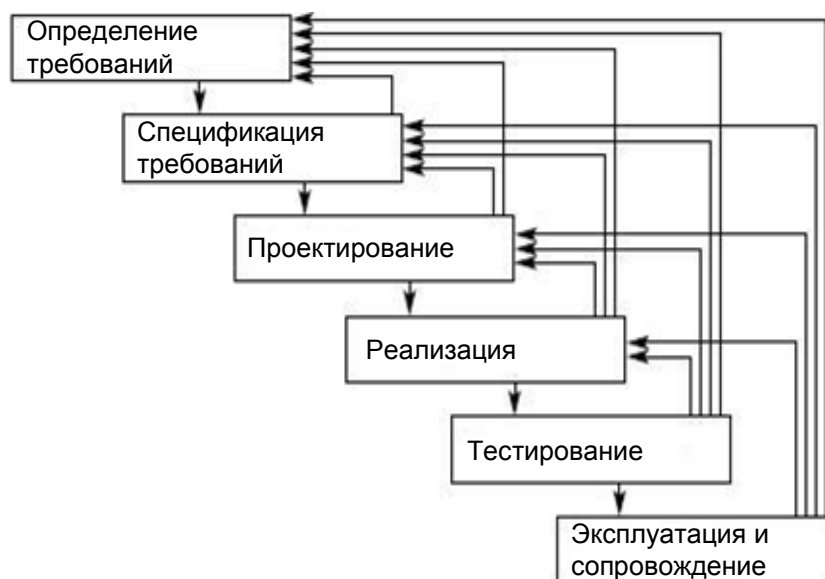 Определение
требований
Спецификация
требований
Проектирование
Реализация
Тестирование
Эксплуатация и
сопровождение